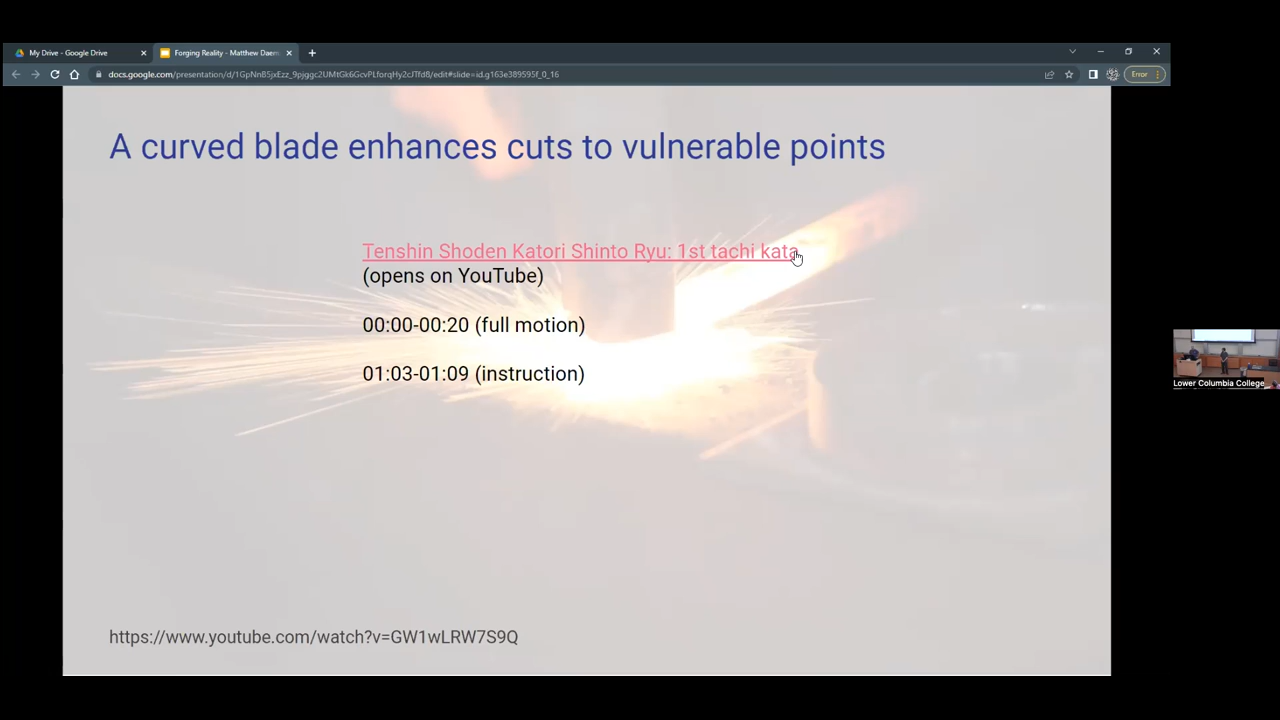 My Drive - Google Drive
Forging Reality - Matthew Daem
docs.google.com/presentation/d/1GpNnB5jxEzz_9pjggc2UMtGk6GcvPLforqHy2cJTfd8/edit#slide=id.g163e389595f_0_16
Error
A curved blade enhances cuts to vulnerable points
Tenshin Shoden Katori Shinto Ryu: 1st tachi kata
(opens on YouTube)
00:00-00:20 (full motion)
01:03-01:09 (instruction)
Lower Columbia College
https://www.youtube.com/watch?v=GW1wLRW7S9Q